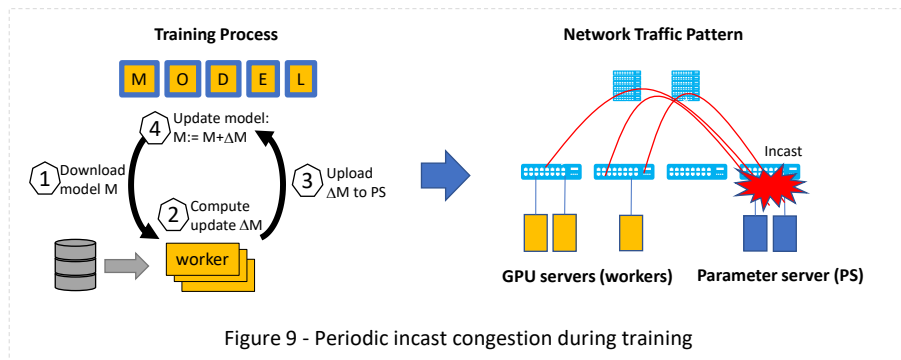 Training Process
M O D E L
4 Update model:
M:= M+ΔM
1 Download
model M
3 Upload
ΔM to PS
2 Compute
update ΔM
worker
Network Traffic Pattern
Incast
GPU servers (workers)
Parameter server (PS)
Figure 9 - Periodic incast congestion during training